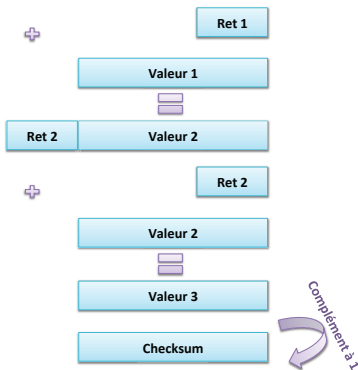 Ret 1
Valeur 1
Ret 2 Valeur 2
Ret 2
Valeur 2
Valeur 3
Complément à 1
Checksum